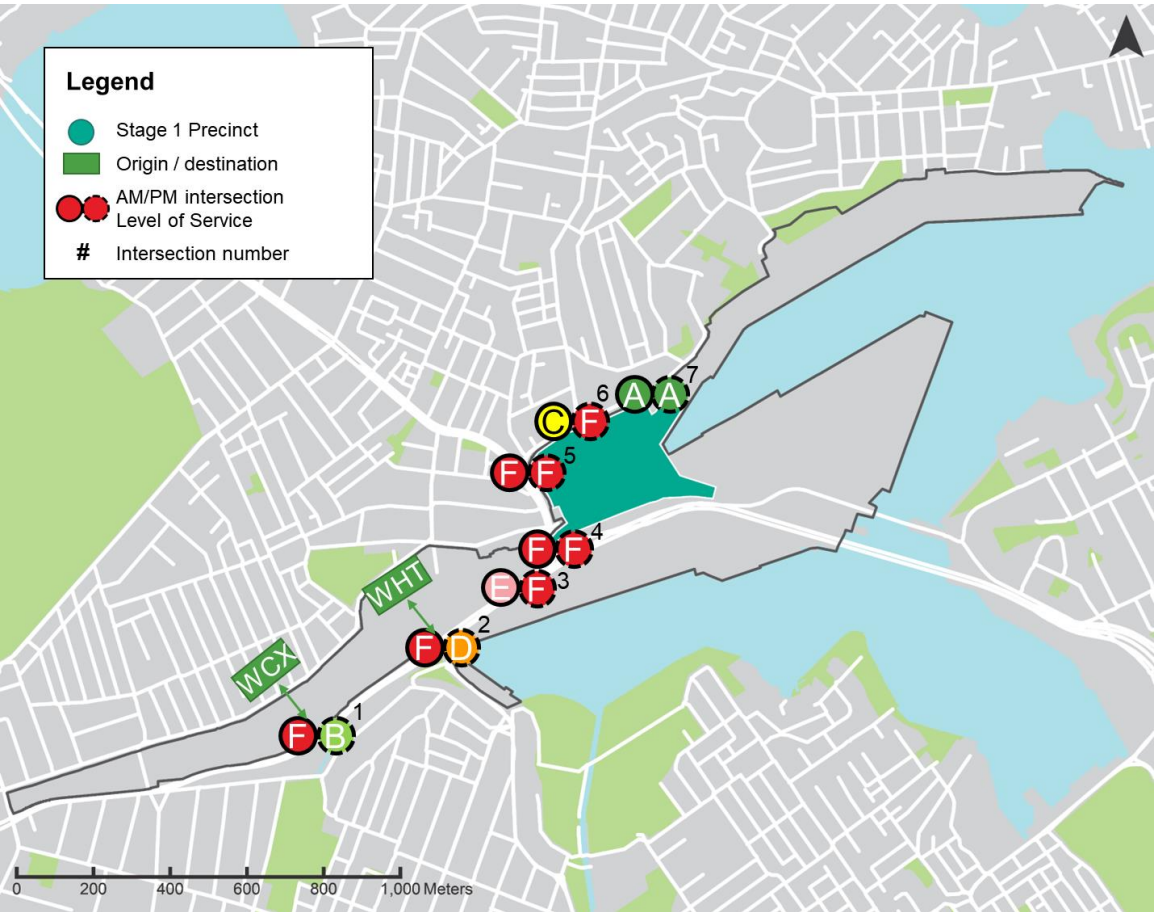 Legend
Stage 1 Precinct
Origin / destination
AM/PM intersection
Level of Service
# Intersection number
A A 7
C F 6
F F 5
F F 4
E F 3
WHT
F D 2
WCX
F B 1
0 200 400 600 800 1,000 Meters